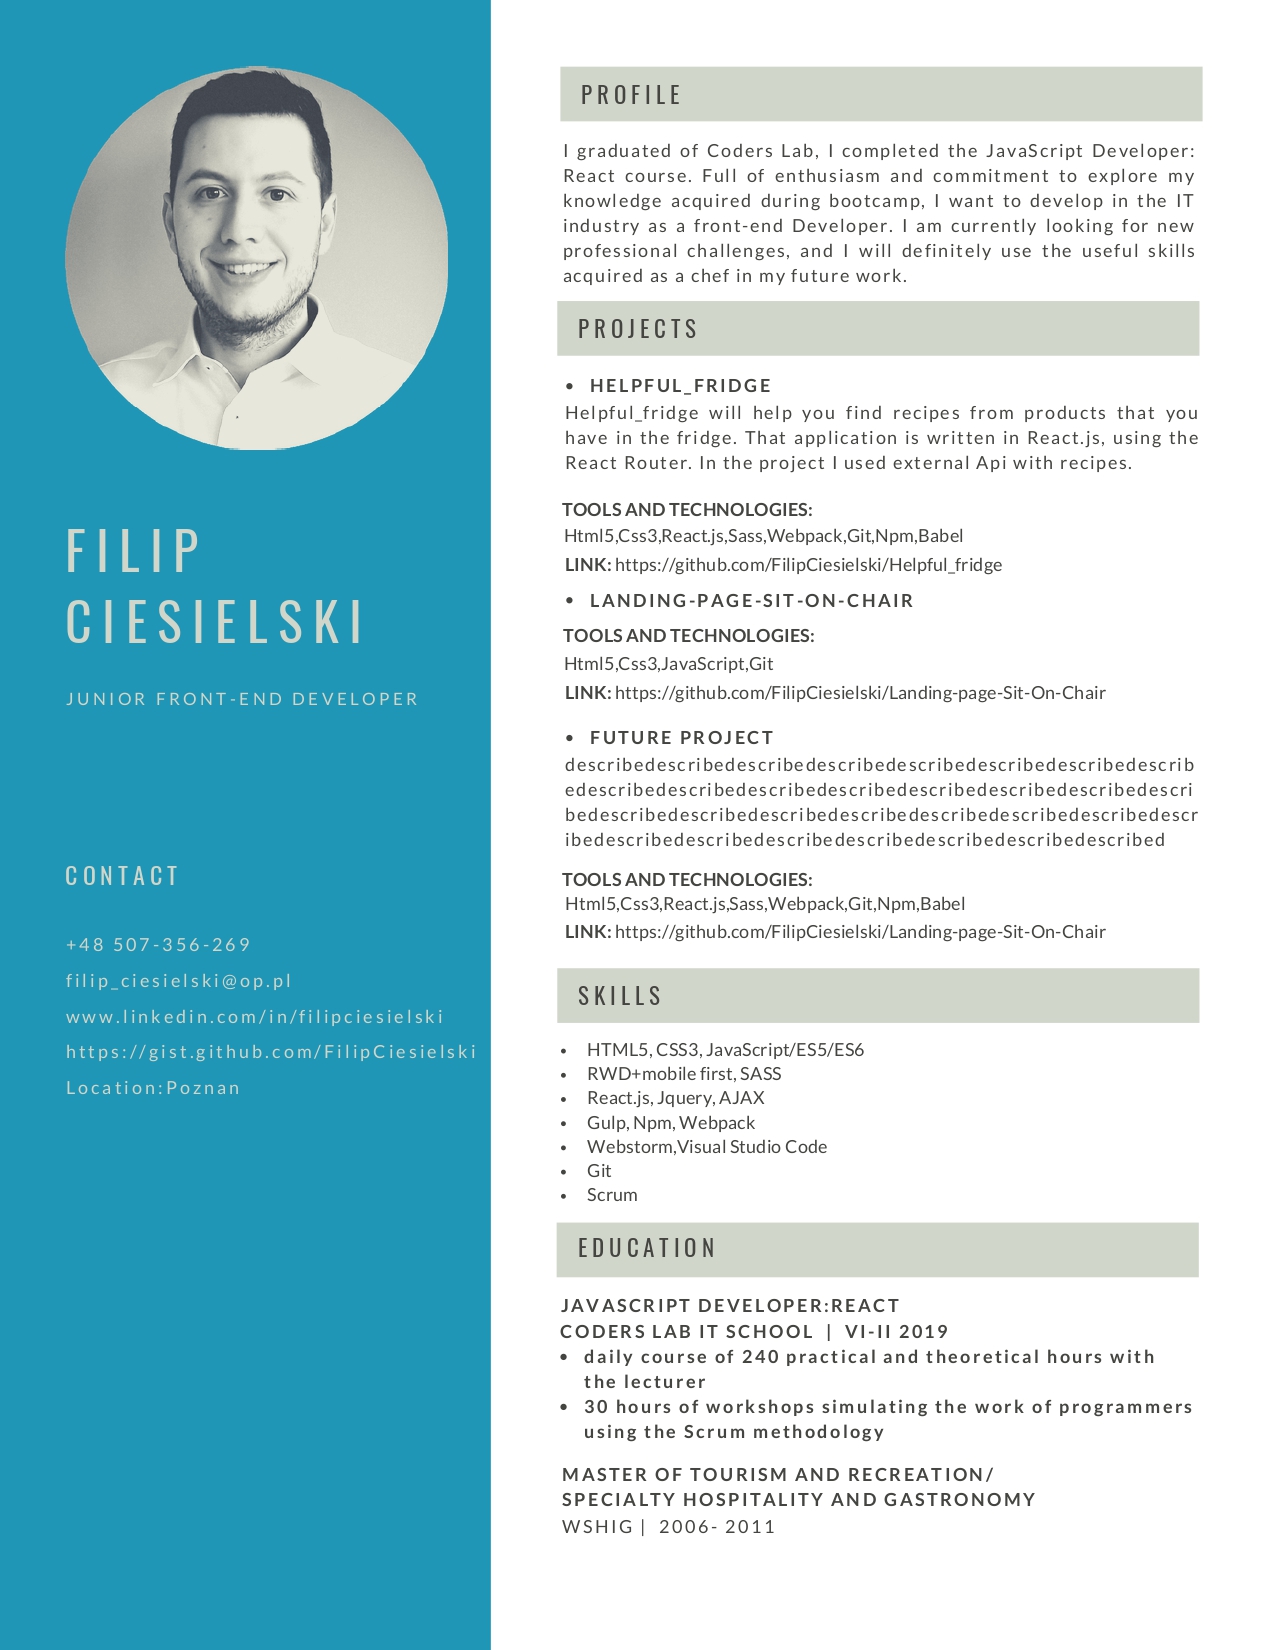 FILIP
CIESIELSKI
JUNIOR FRONT-END DEVELOPER
CONTACT
+48 507-356-269
filip_ciesielski@op.pl
www.linkedin.com/in/filipciesielski
https://gist.github.com/FilipCiesielski
Location:Poznan
PROFILE
I graduated of Coders Lab, I completed the JavaScript Developer:
React course. Full of enthusiasm and commitment to explore my
knowledge acquired during bootcamp, I want to develop in the IT
industry as a front-end Developer. I am currently looking for new
professional challenges, and I will definitely use the useful skills
acquired as a chef in my future work.
PROJECTS
• HELPFUL_FRIDGE
Helpful_fridge will help you find recipes from products that you
have in the fridge. That application is written in React.js, using the
React Router. In the project I used external Api with recipes.
TOOLS AND TECHNOLOGIES:
Html5,Css3,React.js,Sass,Webpack,Git,Npm,Babel
LINK: https://github.com/FilipCiesielski/Helpful_fridge
• LANDING-PAGE-SIT-ON-CHAIR
TOOLS AND TECHNOLOGIES:
Html5,Css3,JavaScript,Git
LINK: https://github.com/FilipCiesielski/Landing-page-Sit-On-Chair
• FUTURE PROJECT
describedescribedescribedescribedescribedescribedescribedescrib
edescribedescribedescribedescribedescribedescribedescribedescri
bedescribedescribedescribedescribedescribedescribedescribedescr
ibedescribedescribedescribedescribedescribedescribedescribed
TOOLS AND TECHNOLOGIES:
Html5,Css3,React.js,Sass,Webpack,Git,Npm,Babel
LINK: https://github.com/FilipCiesielski/Landing-page-Sit-On-Chair
SKILLS
• HTML5, CSS3, JavaScript/ES5/ES6
• RWD+mobile first, SASS
• React.js, Jquery, AJAX
• Gulp, Npm, Webpack
• Webstorm,Visual Studio Code
• Git
• Scrum
EDUCATION
JAVASCRIPT DEVELOPER:REACT
CODERS LAB IT SCHOOL | VI-II 2019
• daily course of 240 practical and theoretical hours with
the lecturer
• 30 hours of workshops simulating the work of programmers
using the Scrum methodology
MASTER OF TOURISM AND RECREATION/
SPECIALTY HOSPITALITY AND GASTRONOMY
WSHIG | 2006- 2011